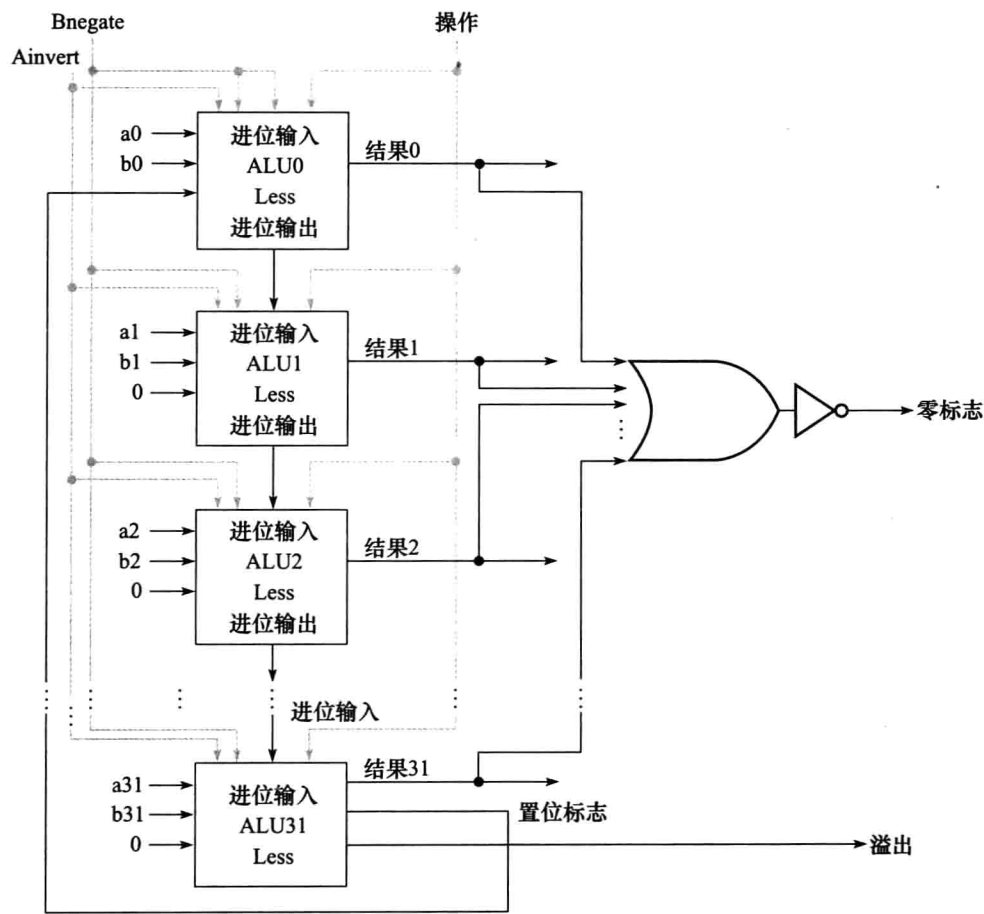 Bnegate 操作
Ainvert
a0
b0
进位输入
ALU0
Less
进位输出
结果0
a1
b1
0
进位输入
ALU1
Less
进位输出
结果1
零标志
a2
b2
0
进位输入
ALU2
Less
进位输出
结果2
进位输入
a31
b31
0
进位输入
ALU31
Less
结果31
置位标志
溢出